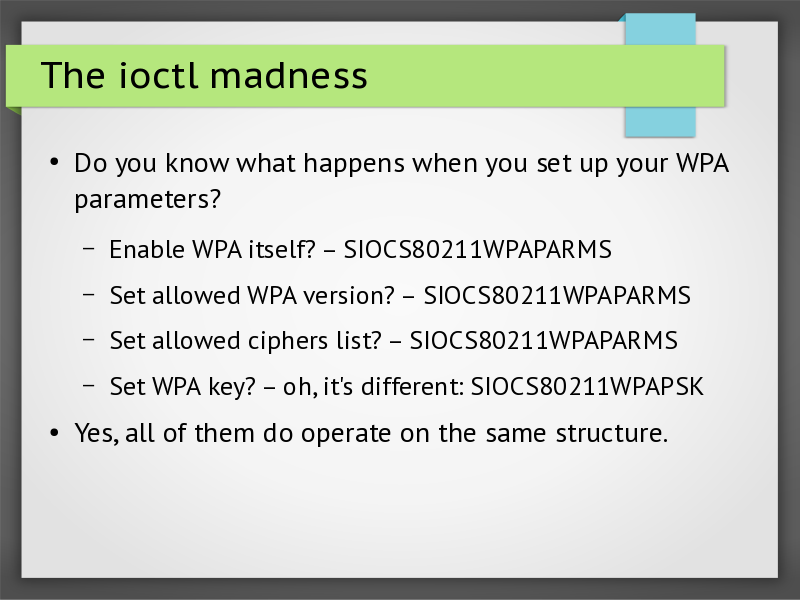 The ioctl madness
• Do you know what happens when you set up your WPA
parameters?
– Enable WPA itself? – SIOCS80211WPAPARMS
– Set allowed WPA version? – SIOCS80211WPAPARMS
– Set allowed ciphers list? – SIOCS80211WPAPARMS
– Set WPA key? – oh, it's different: SIOCS80211WPAPSK
• Yes, all of them do operate on the same structure.